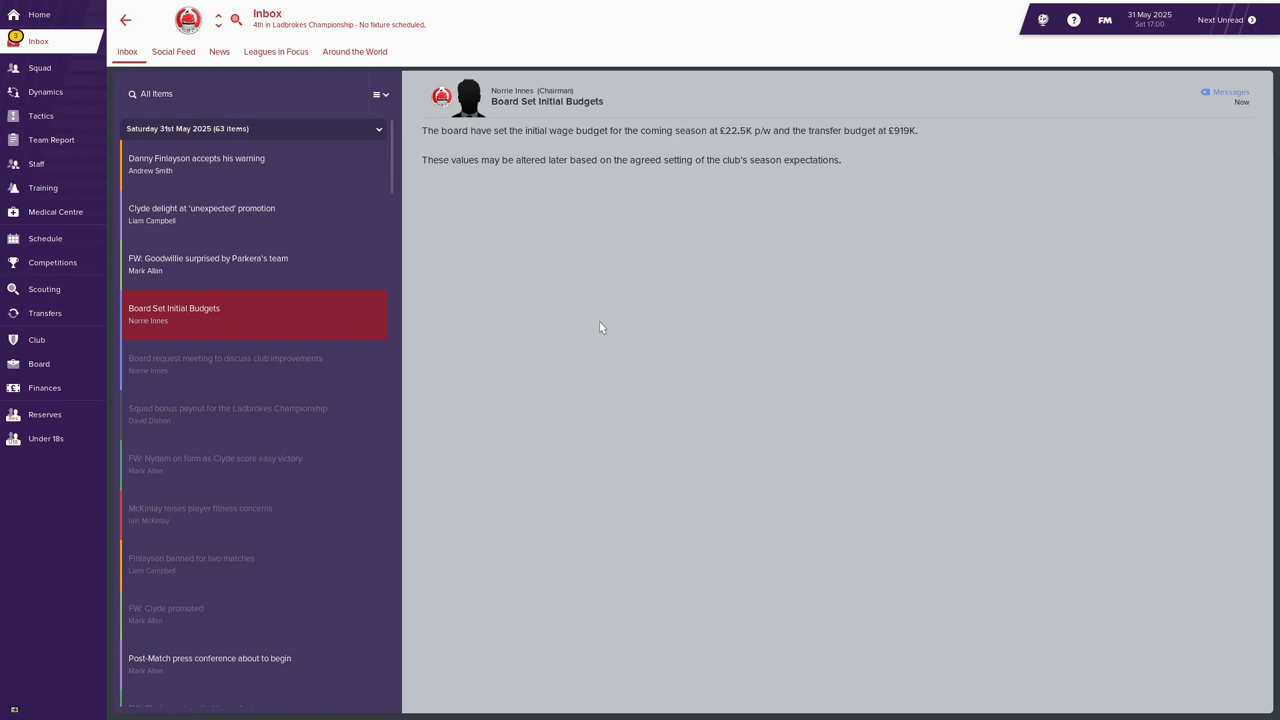 Home
3
Inbox
Squad
Dynamics
Tactics
Team Report
Staff
Training
Medical Centre
Schedule
Competitions
Scouting
Transfers
Club
Board
Finances
Reserves
Under 18s
Inbox
4th in Ladbrokes Championship - No fixture scheduled.
?
FM
31 May 2025
Sat 17:00
Next Unread
Inbox
Social Feed
News
Leagues in Focus
Around the World
All Items
Saturday 31st May 2025 (63 items)
Danny Finlayson accepts his warning
Andrew Smith
Clyde delight at 'unexpected' promotion
Liam Campbell
FW: Goodwillie surprised by Parkera's team
Mark Allan
Board Set Initial Budgets
Norrie Innes
Board request meeting to discuss club improvements
Norrie Innes
Squad bonus payout for the Ladbrokes Championship
David Dishon
FW: Nydam on form as Clyde score easy victory
Mark Allan
McKinlay raises player fitness concerns
Iain McKinlay
Finlayson banned for two matches
Liam Campbell
FW: Clyde promoted
Mark Allan
Post-Match press conference about to begin
Mark Allan
Norrie Innes (Chairman)
Board Set Initial Budgets
Messages
Now
The board have set the initial wage budget for the coming season at £22.5K p/w and the transfer budget at £919K.
These values may be altered later based on the agreed setting of the club's season expectations.